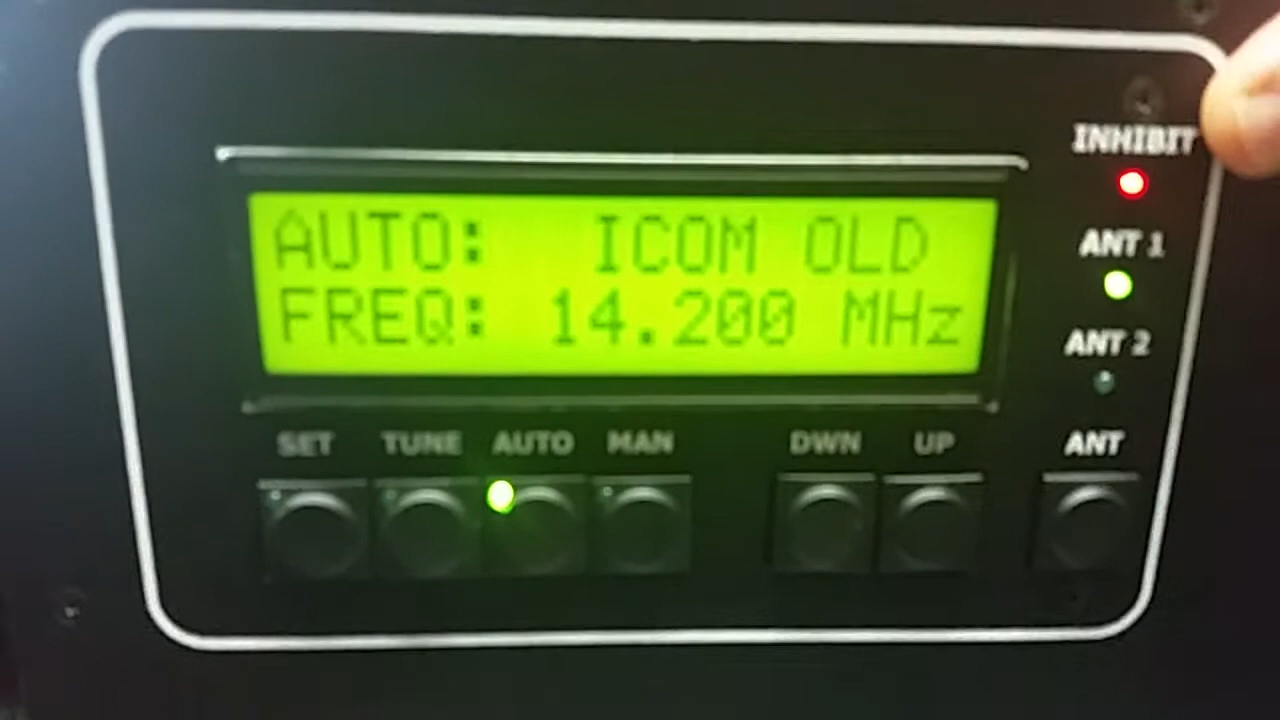 INHIBIT
AUTO: ICOM OLD
ANT 1
FREQ: 14.200 MHz
ANT 2
SET TUNE AUTO MAN DWN UP ANT